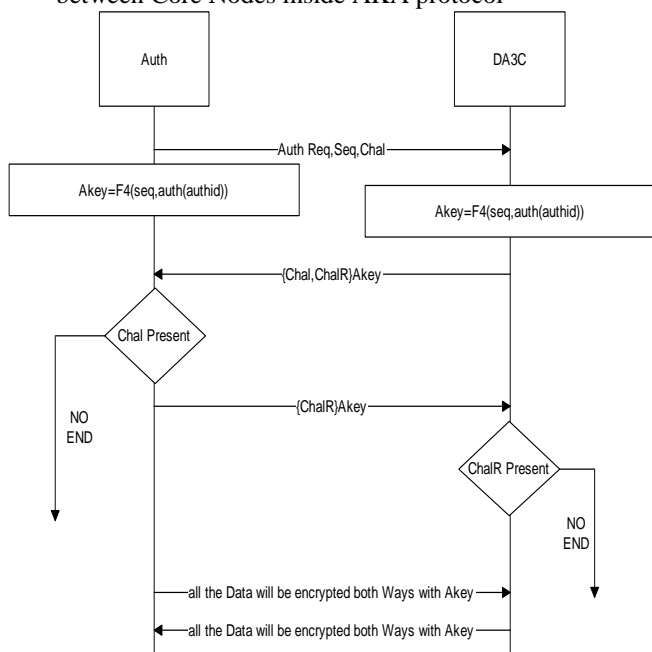 between Core Nodes inside AKA protocol
Auth
DA3C
Auth Req,Seq,Chal
Akey=F4(seq,auth(authid))
Akey=F4(seq,auth(authid))
{Chal,ChalR}Akey
Chal Present
NO
END
{ChalR}Akey
ChalR Present
NO
END
all the Data will be encrypted both Ways with Akey
all the Data will be encrypted both Ways with Akey